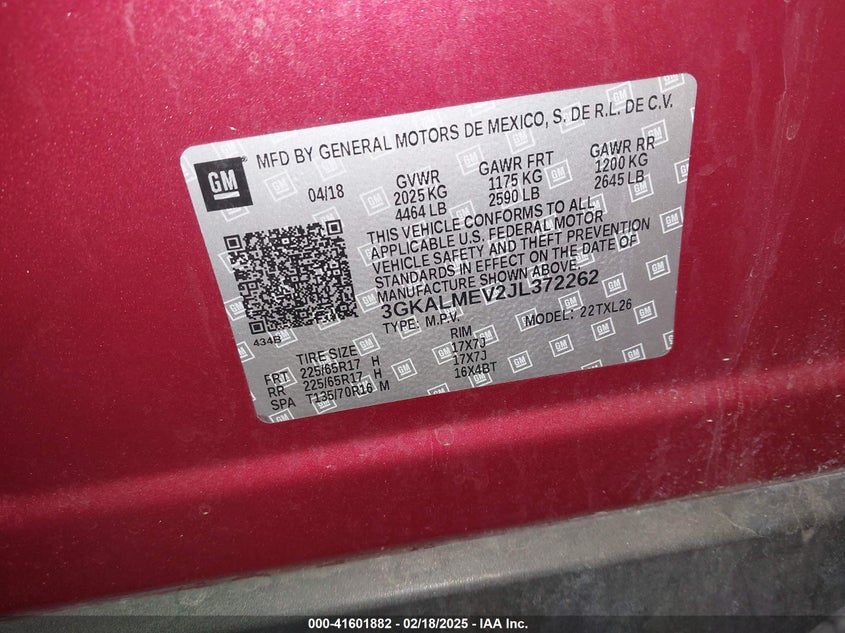 GM
MFD BY GENERAL MOTORS DE MEXICO, S. DE R.L. DE C.V.
04/18
GVWR
2025 KG
4464 LB
GAWR FRT
1175 KG
2590 LB
GAWR RR
1200 KG
2645 LB
THIS VEHICLE CONFORMS TO ALL
APPLICABLE U.S. FEDERAL MOTOR
VEHICLE SAFETY AND THEFT PREVENTION
STANDARDS IN EFFECT ON THE DATE OF
MANUFACTURE SHOWN ABOVE.
3GKALMEV2JL372262
TYPE: M.P.V. MODEL: 22TXL26
434B
TIRE SIZE RIM
FRT 225/65R17 H 17X7J
RR 225/65R17 H 17X7J
SPA T135/70R16 M 16X4BT
000-41601882 — 02/18/2025 — IAA Inc.